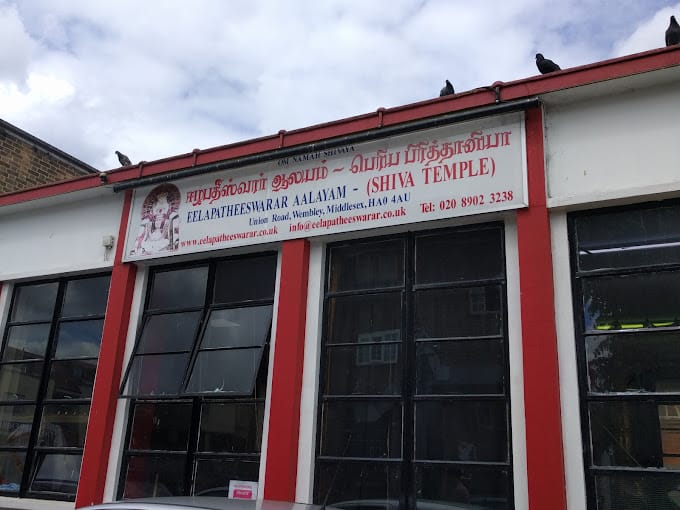 OM NAMAH SHIVAYA
ஈழபதீஸ்வரர் ஆலயம் ~ பெரிய பிரித்தானியா
EELAPATHEESWARAR AALAYAM - (SHIVA TEMPLE)
Union Road, Wembley, Middlesex, HA0 4AU
www.eelapatheeswarar.co.uk info@eelapatheeswarar.co.uk Tel: 020 8902 3238